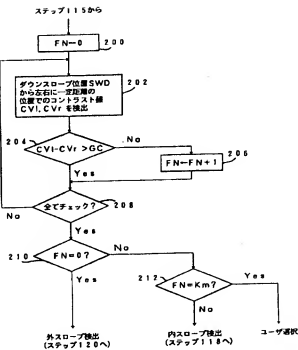 ステップ115から
FN←0
200
ダウンスロープ位置SWD
から左右に一定距離の
位置でのコントラスト値
CVl,CVrを検出
202
204
CVl-CVr>GC
No
206
FN←FN+1
Yes
全てチェック?
208
No
Yes
210
FN=0?
No
212
FN=Km?
Yes
Yes
No
外スロープ検出
(ステップ120へ)
内スロープ検出
(ステップ118へ)
ユーザ選択